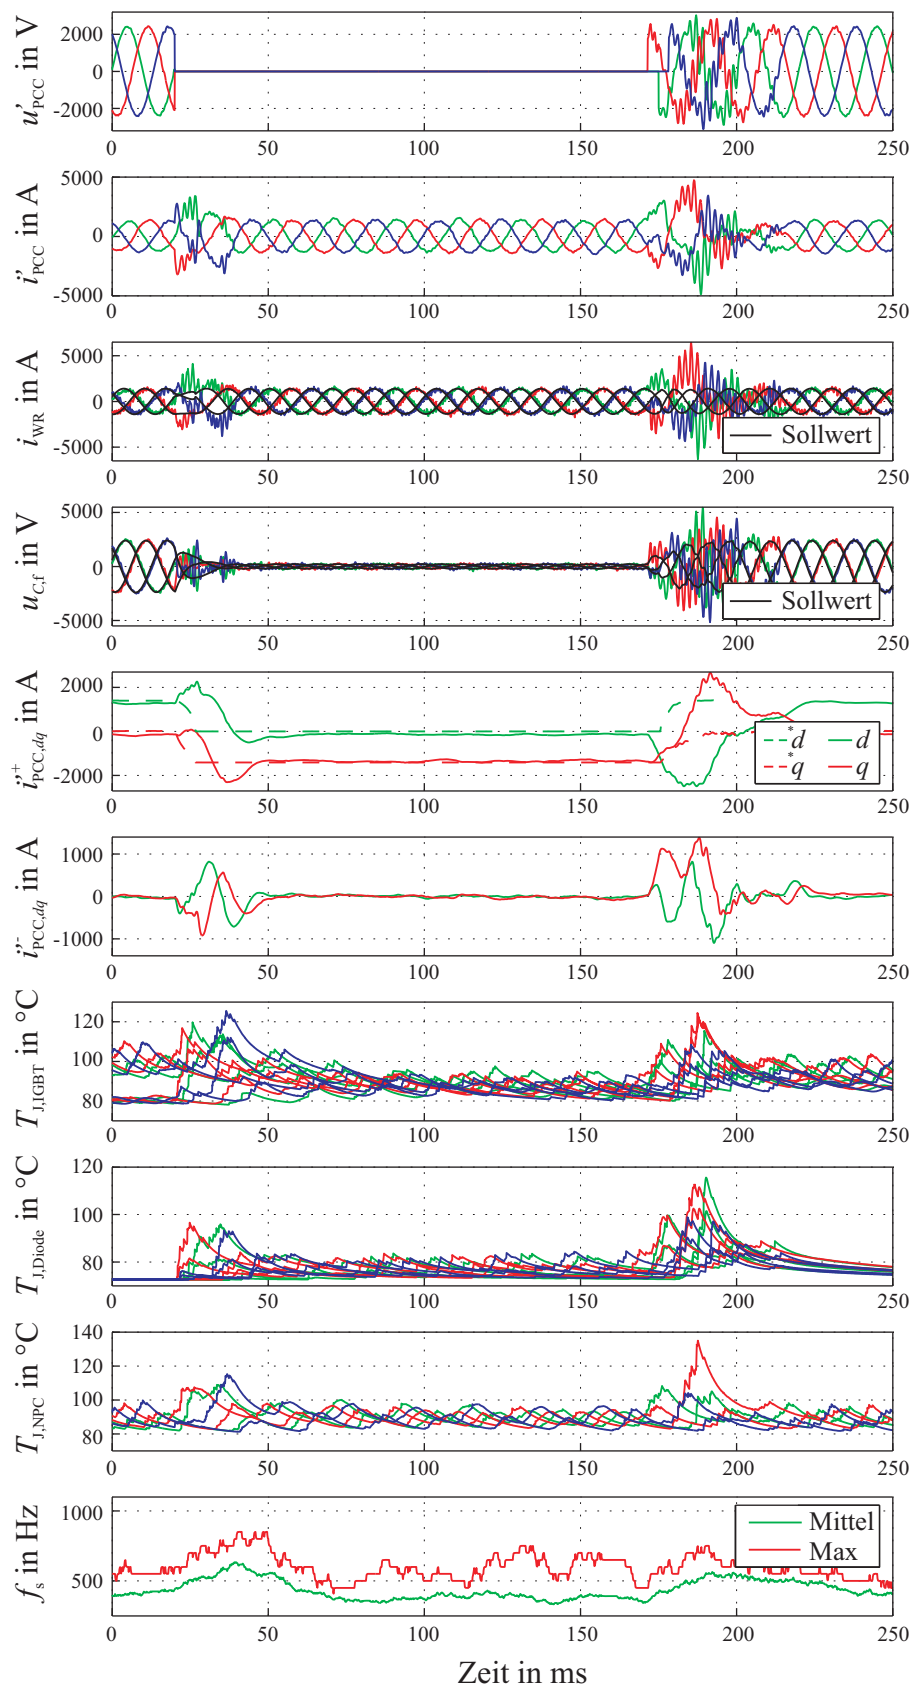 u'PCC in V
2000
0
-2000
0 50 100 150 200 250
i''PCC in A
5000
0
-5000
0 50 100 150 200 250
iWR in A
5000
0
-5000
Sollwert
0 50 100 150 200 250
uC,f in V
5000
0
-5000
Sollwert
0 50 100 150 200 250
i''+PCC,dq in A
2000
0
-2000
*d d
*q q
0 50 100 150 200 250
i''-PCC,dq in A
1000
0
-1000
0 50 100 150 200 250
TJ,IGBT in °C
120
100
80
0 50 100 150 200 250
TJ,Diode in °C
120
100
80
0 50 100 150 200 250
TJ,NPC in °C
140
120
100
80
0 50 100 150 200 250
fs in Hz
1000
500
Mittel
Max
0 50 100 150 200 250
Zeit in ms